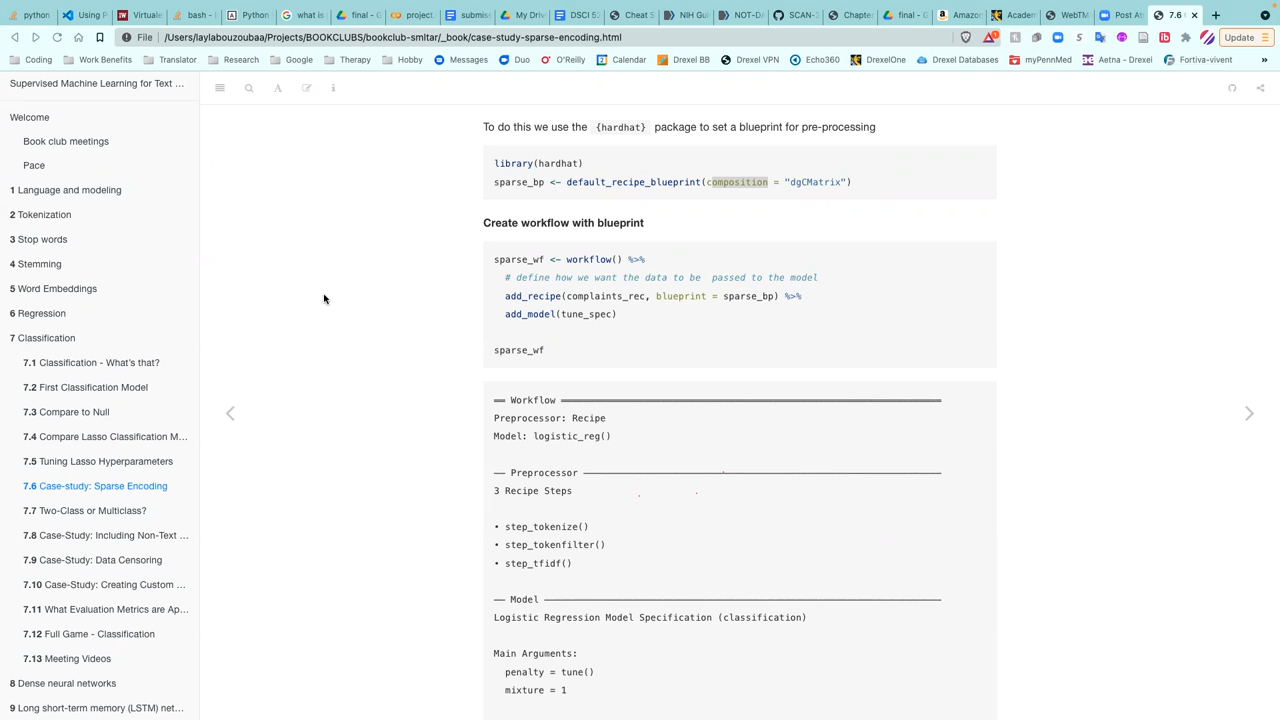 python
Using P
Virtuale
bash - l
Python
what is
final - G
project.
submiss
My Driv
DSCI 52
Cheat S
NIH Gui
NOT-DA
SCAN-2
Chapter
final - G
Amazon
Academ
WebTM
Post At
7.6
Update
File /Users/laylabouzoubaa/Projects/BOOKCLUBS/bookclub-smltar/_book/case-study-sparse-encoding.html
Coding
Work Benefits
Translator
Research
Google
Therapy
Hobby
Messages
Duo
O'Reilly
Calendar
Drexel BB
Drexel VPN
Echo360
DrexelOne
Drexel Databases
myPennMed
Aetna - Drexel
Fortiva-vivent
»
Supervised Machine Learning for Text ...
Welcome
Book club meetings
Pace
1 Language and modeling
2 Tokenization
3 Stop words
4 Stemming
5 Word Embeddings
6 Regression
7 Classification
7.1 Classification - What's that?
7.2 First Classification Model
7.3 Compare to Null
7.4 Compare Lasso Classification M...
7.5 Tuning Lasso Hyperparameters
7.6 Case-study: Sparse Encoding
7.7 Two-Class or Multiclass?
7.8 Case-Study: Including Non-Text ...
7.9 Case-Study: Data Censoring
7.10 Case-Study: Creating Custom ...
7.11 What Evaluation Metrics are Ap...
7.12 Full Game - Classification
7.13 Meeting Videos
8 Dense neural networks
9 Long short-term memory (LSTM) net...
To do this we use the {hardhat} package to set a blueprint for pre-processing
library(hardhat)
sparse_bp <- default_recipe_blueprint(composition = "dgCMatrix")
Create workflow with blueprint
sparse_wf <- workflow() %>%
# define how we want the data to be  passed to the model
add_recipe(complaints_rec, blueprint = sparse_bp) %>%
add_model(tune_spec)
sparse_wf
══ Workflow ══════════════════════════════
Preprocessor: Recipe
Model: logistic_reg()
── Preprocessor ──────────────────────────────
3 Recipe Steps
• step_tokenize()
• step_tokenfilter()
• step_tfidf()
── Model ──────────────────────────────
Logistic Regression Model Specification (classification)
Main Arguments:
penalty = tune()
mixture = 1